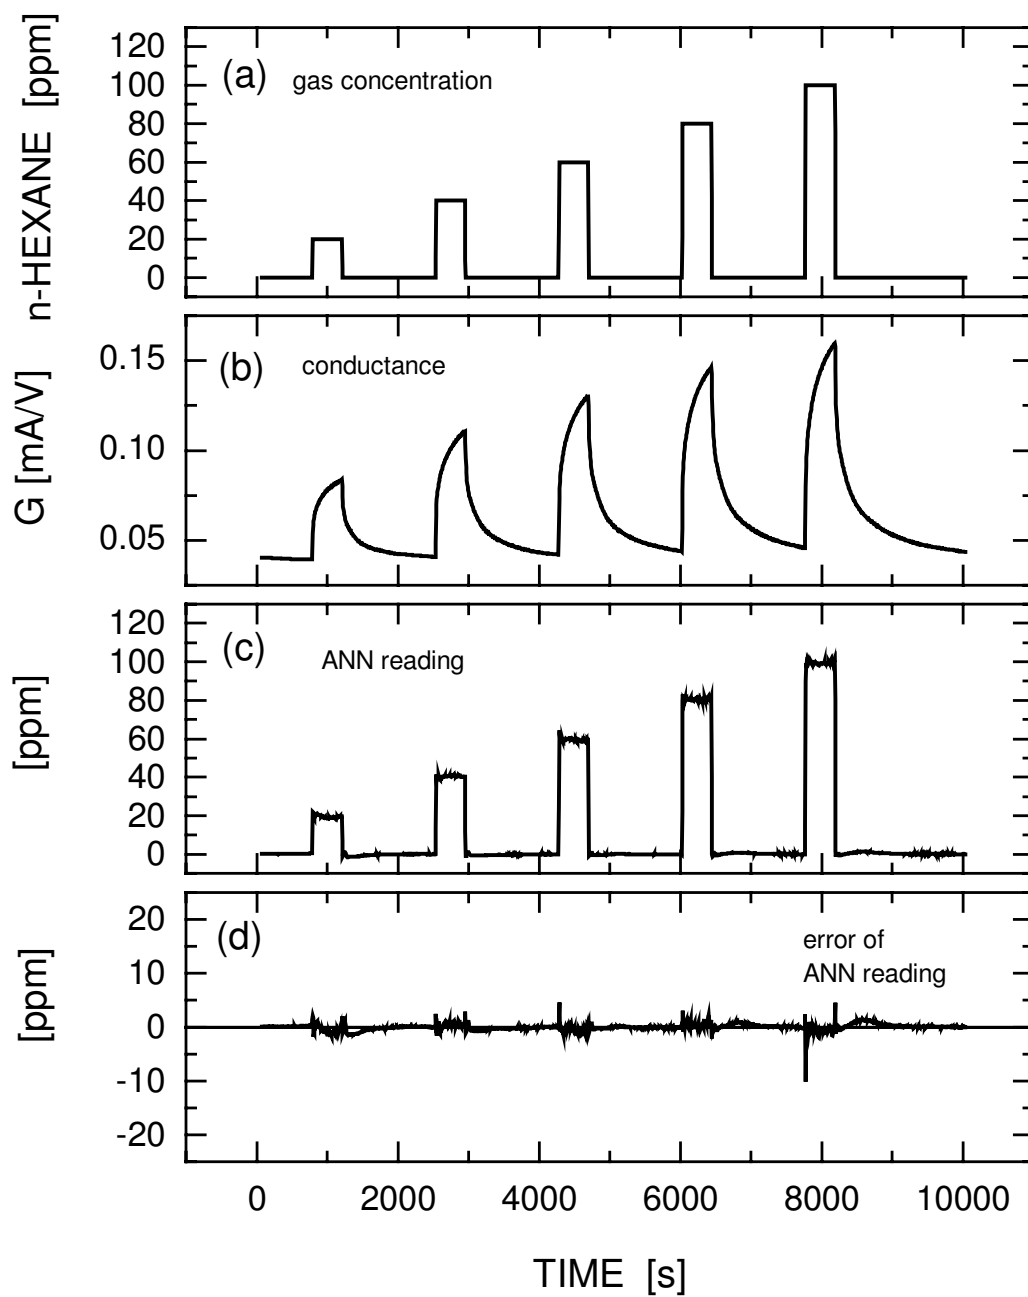 n-HEXANE [ppm]
120
100
80
60
40
20
0
(a)
gas concentration
G [mA/V]
0.15
0.10
0.05
(b)
conductance
[ppm]
120
100
80
60
40
20
0
(c)
ANN reading
[ppm]
20
10
0
-10
-20
(d)
error of
ANN reading
0 2000 4000 6000 8000 10000
TIME [s]